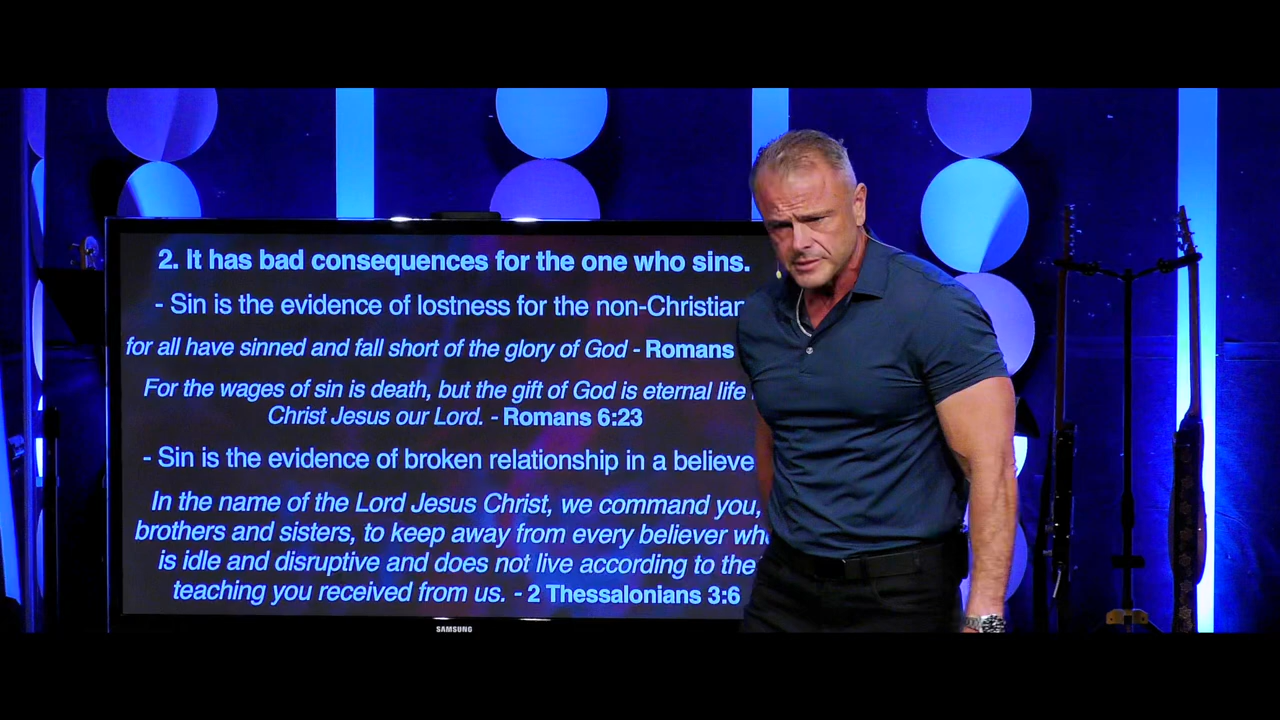 2. It has bad consequences for the one who sins.
- Sin is the evidence of lostness for the non-Christian
for all have sinned and fall short of the glory of God - Romans
For the wages of sin is death, but the gift of God is eternal life
Christ Jesus our Lord. - Romans 6:23
- Sin is the evidence of broken relationship in a believe
In the name of the Lord Jesus Christ, we command you,
brothers and sisters, to keep away from every believer wh
is idle and disruptive and does not live according to the
teaching you received from us. - 2 Thessalonians 3:6
SAMSUNG